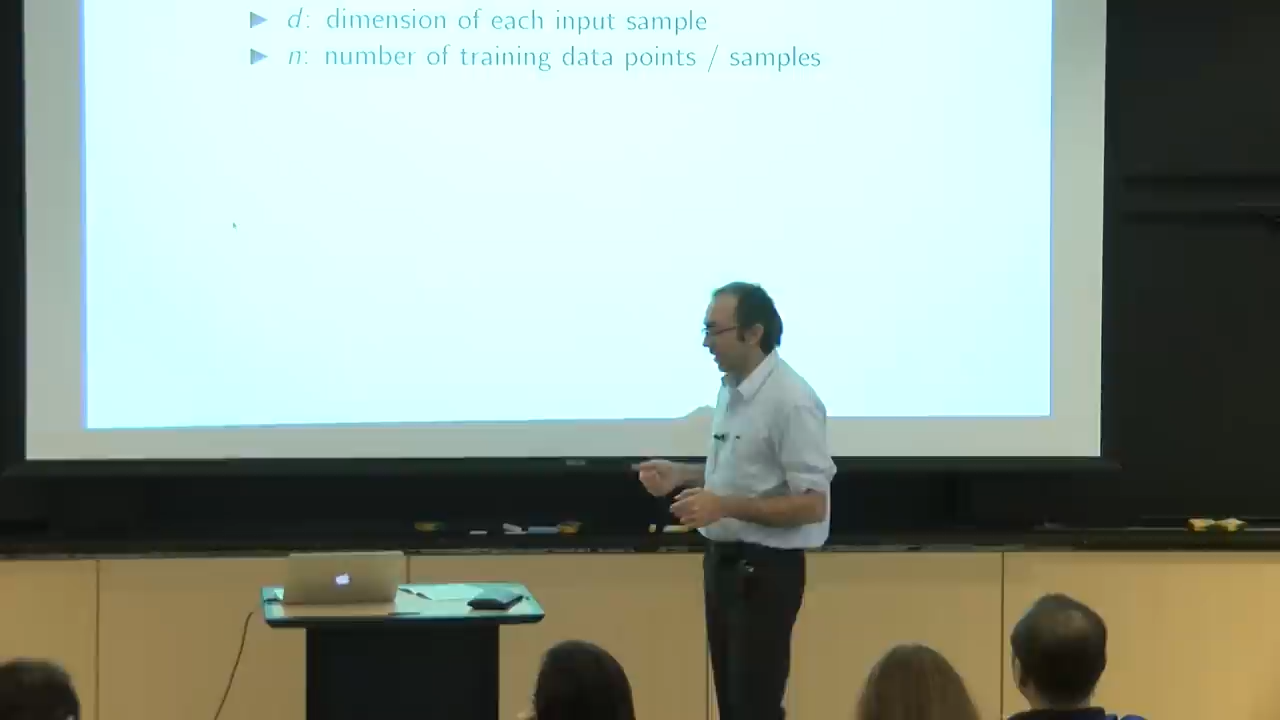 d: dimension of each input sample
n: number of training data points / samples